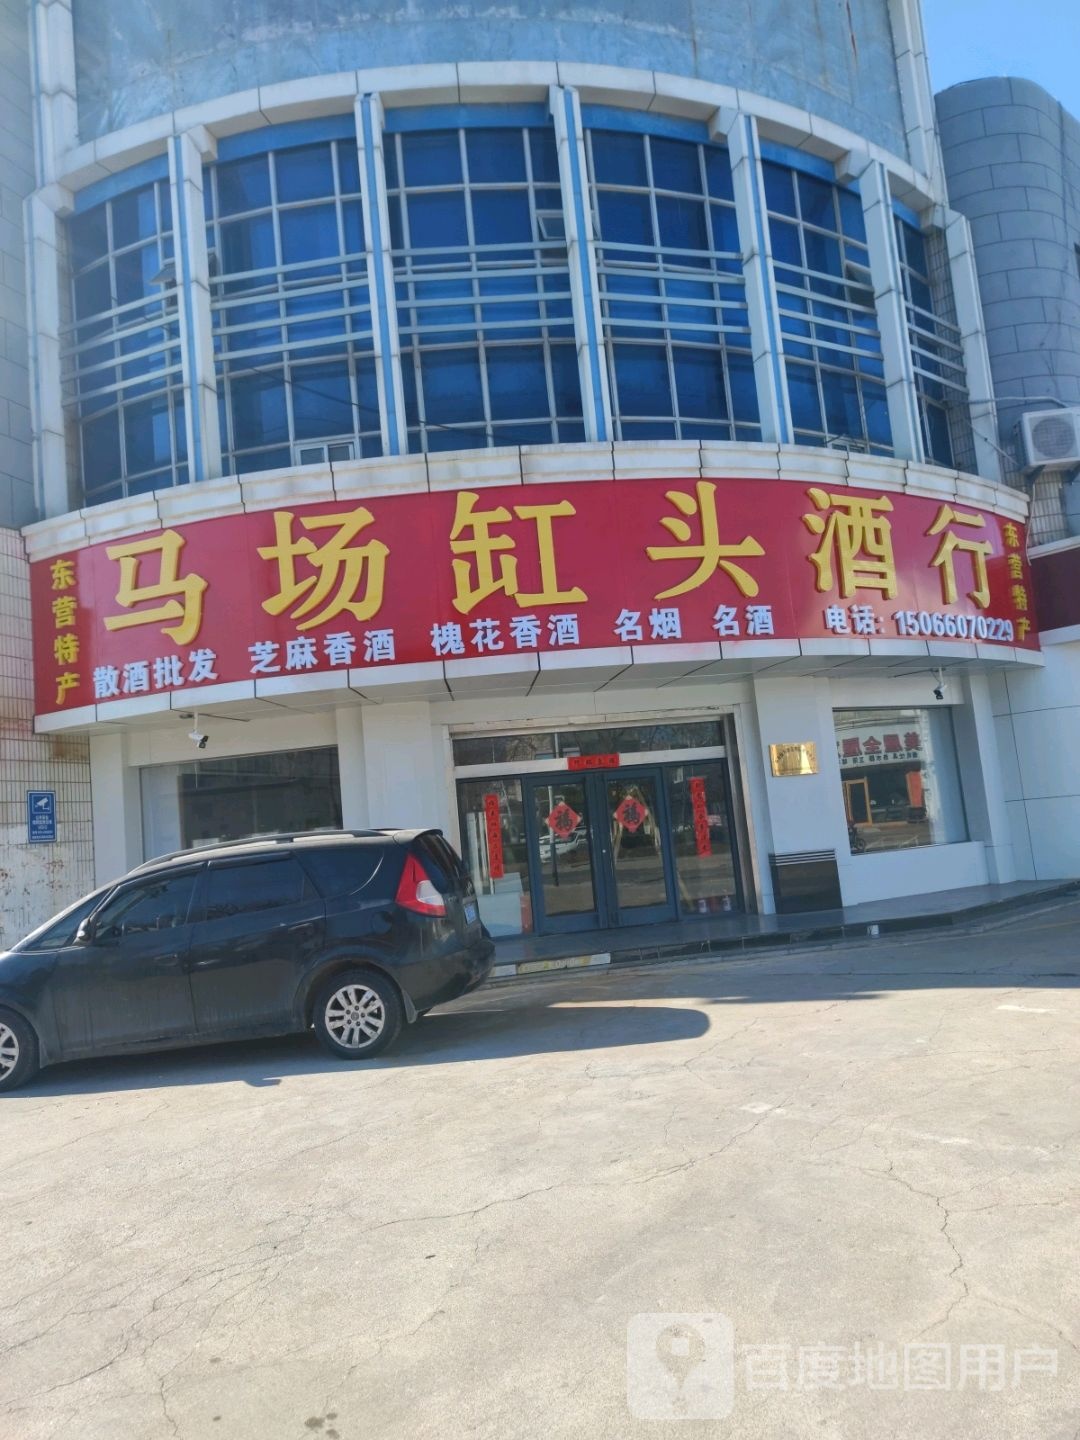 东营特产
马场缸头酒行
东营特产
散酒批发 芝麻香酒 槐花香酒 名烟 名酒 电话:15066070229
福
福
百度地图用户